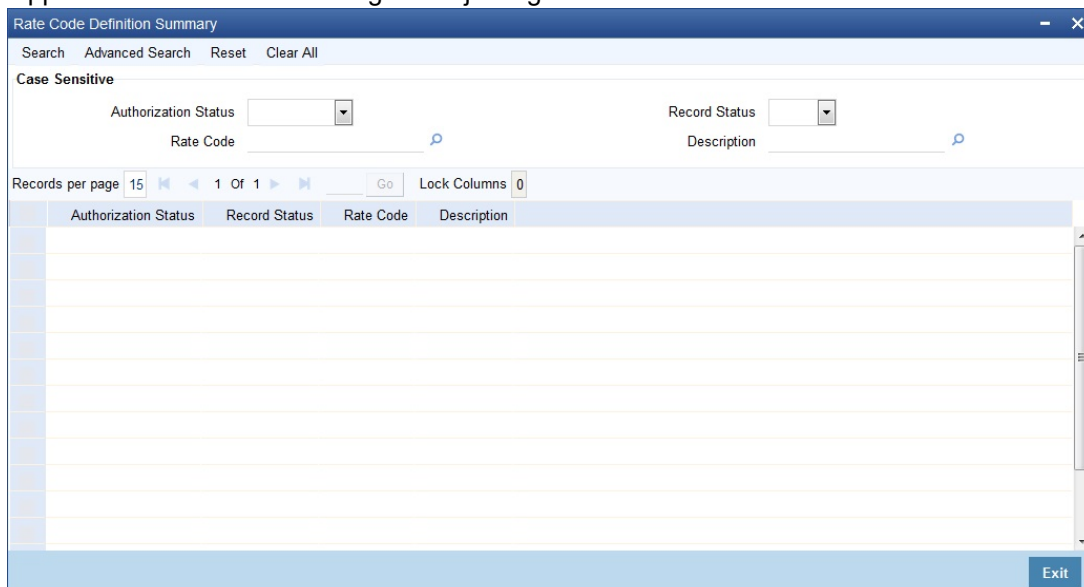 Rate Code Definition Summary
Search Advanced Search Reset Clear All
Case Sensitive
Authorization Status Record Status
Rate Code Description
Records per page 15 1 Of 1 Go Lock Columns 0
Authorization Status Record Status Rate Code Description
Exit